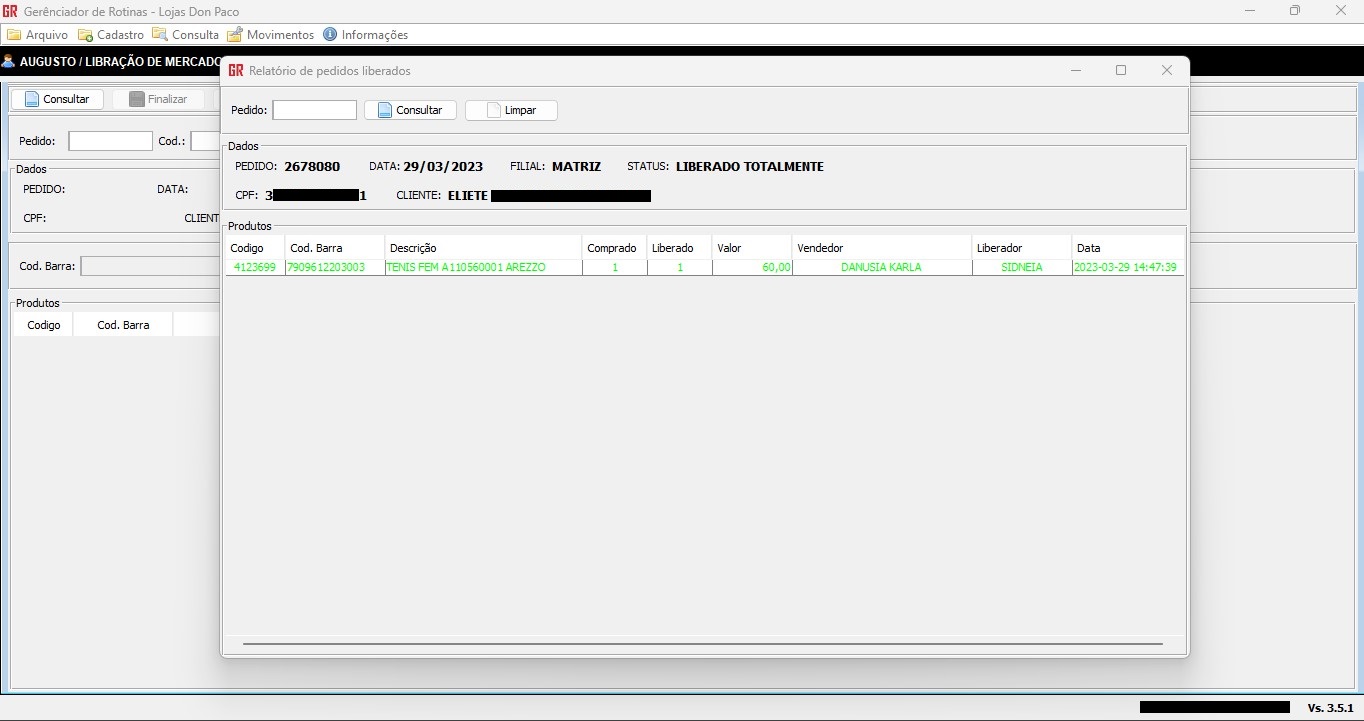 GR Gerênciador de Rotinas - Lojas Don Paco
Arquivo Cadastro Consulta Movimentos Informações
AUGUSTO / LIBRAÇÃO DE MERCADO
Consultar Finalizar
Pedido: Cod.:
Dados
PEDIDO: DATA:
CPF: CLIENT
Cod. Barra:
Produtos
Codigo Cod. Barra
GR Relatório de pedidos liberados
Pedido: Consultar Limpar
Dados
PEDIDO: 2678080 DATA: 29/03/2023 FILIAL: MATRIZ STATUS: LIBERADO TOTALMENTE
CPF: 3 1 CLIENTE: ELIETE
Produtos
Codigo Cod. Barra Descrição Comprado Liberado Valor Vendedor Liberador Data
4123699 7909612203003 TENIS FEM A110560001 AREZZO 1 1 60,00 DANUSIA KARLA SIDNEIA 2023-03-29 14:47:39
Vs. 3.5.1